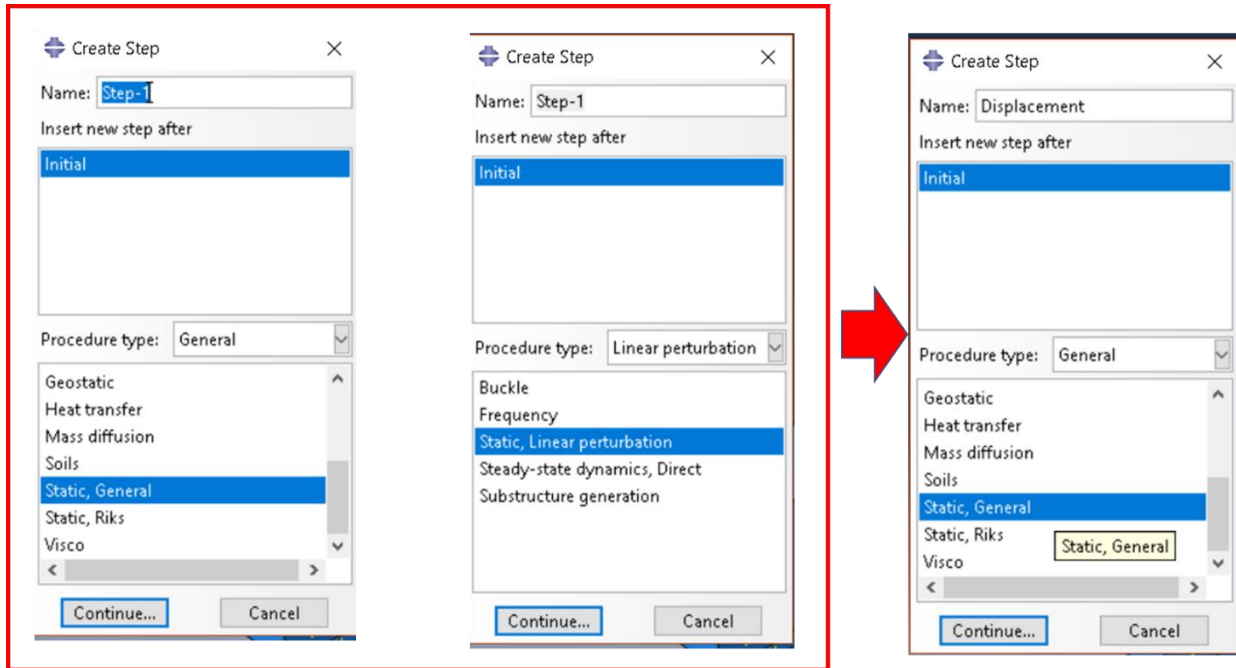 Create Step
Name: Step-1
Insert new step after
Initial
Procedure type: General
Geostatic
Heat transfer
Mass diffusion
Soils
Static, General
Static, Riks
Visco
Continue... Cancel
Create Step
Name: Step-1
Insert new step after
Initial
Procedure type: Linear perturbation
Buckle
Frequency
Static, Linear perturbation
Steady-state dynamics, Direct
Substructure generation
Continue... Cancel
Create Step
Name: Displacement
Insert new step after
Initial
Procedure type: General
Geostatic
Heat transfer
Mass diffusion
Soils
Static, General
Static, Riks
Static, General
Visco
Continue... Cancel